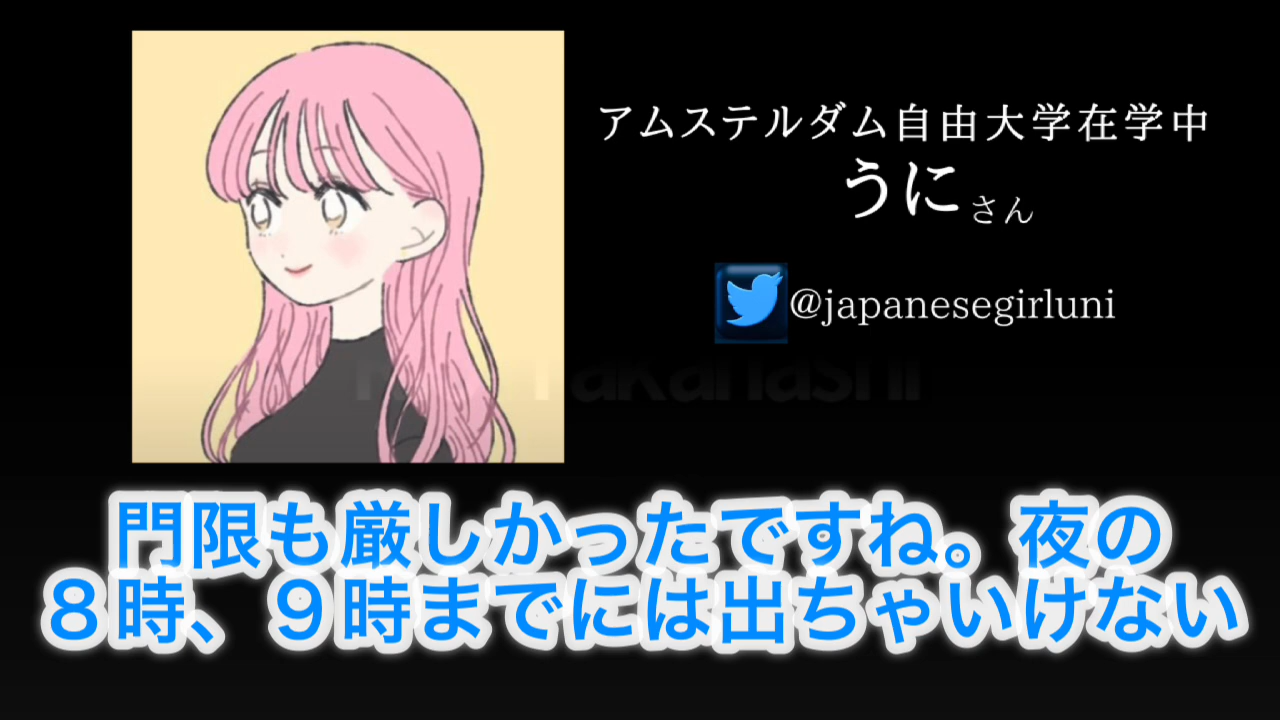 アムステルダム自由大学在学中
うにさん
@japanesegirluni
Takahashi
門限も厳しかったですね。夜の
８時、９時までには出ちゃいけない